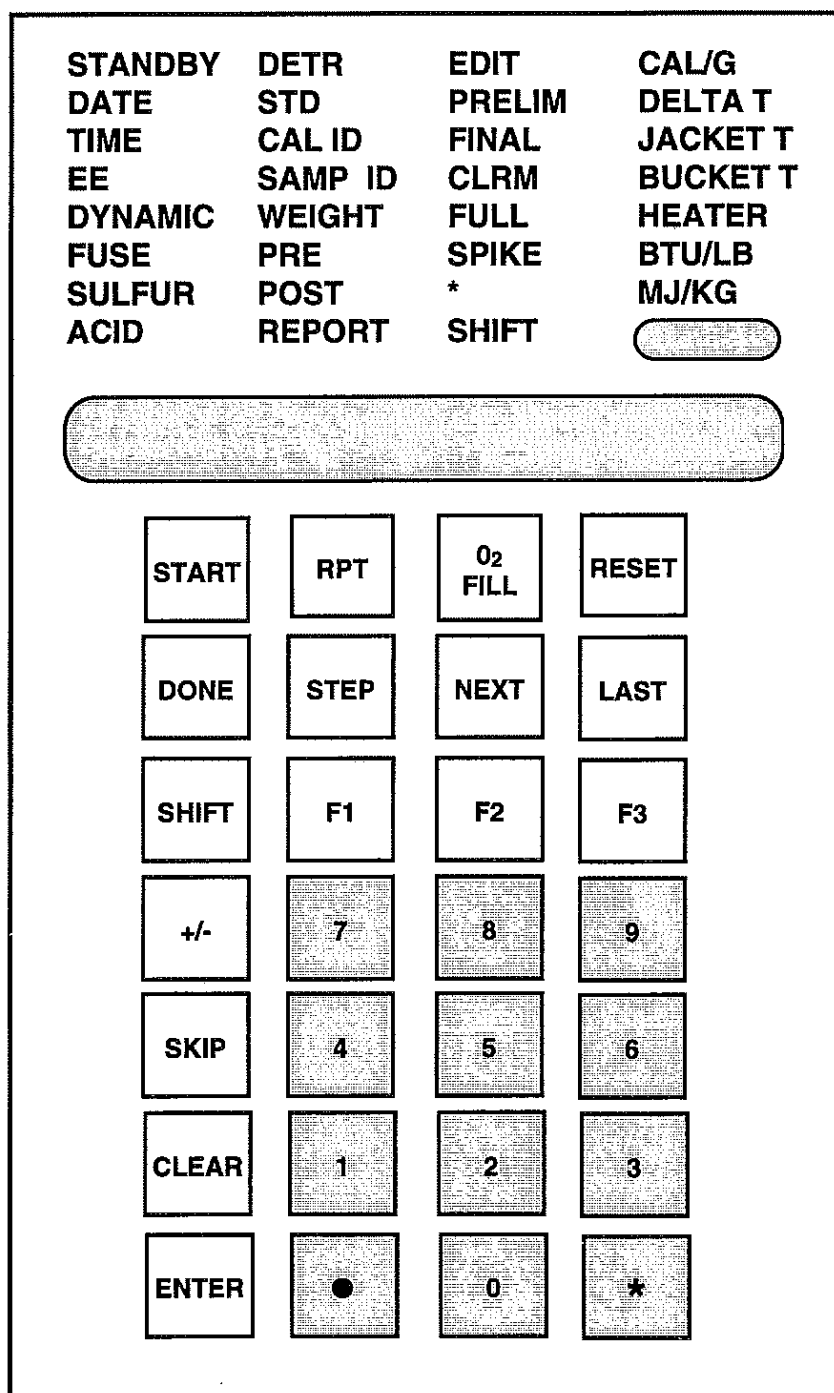 STANDBY DETR EDIT CAL/G
DATE STD PRELIM DELTA T
TIME CAL ID FINAL JACKET T
EE SAMP ID CLRM BUCKET T
DYNAMIC WEIGHT FULL HEATER
FUSE PRE SPIKE BTU/LB
SULFUR POST * MJ/KG
ACID REPORT SHIFT
START RPT O₂ FILL RESET
DONE STEP NEXT LAST
SHIFT F1 F2 F3
+/- 7 8 9
SKIP 4 5 6
CLEAR 1 2 3
ENTER ● 0 *